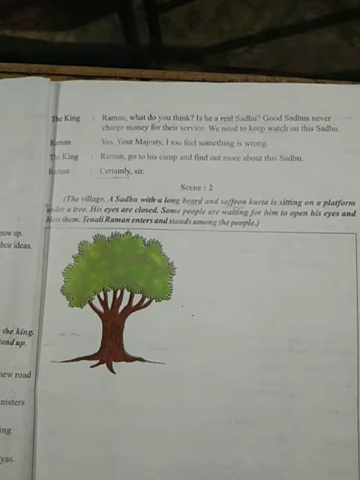 The King : Raman, what do you think? Is he a real Sadhu? Good Sadhus never
charge money for their service. We need to keep watch on this Sadhu.
Raman : Yes. Your Majesty, I too feel something is wrong.
The King : Raman, go to his camp and find out more about this Sadhu.
Raman : Certainly, sir.
SCENE : 2
(The village. A Sadhu with a long beard and saffron kurta is sitting on a platform
under a tree. His eyes are closed. Some people are waiting for him to open his eyes and
bless them. Tenali Raman enters and stands among the people.)
row up.
heir ideas.
the king.
tand up.
new road
nisters
ing
yas.